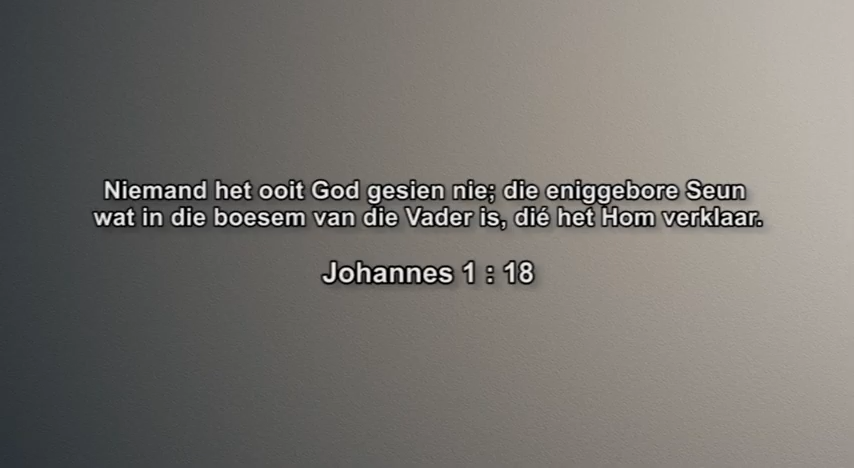 Niemand het ooit God gesien nie; die eniggebore Seun
wat in die boesem van die Vader is, dié het Hom verklaar.
Johannes 1 : 18